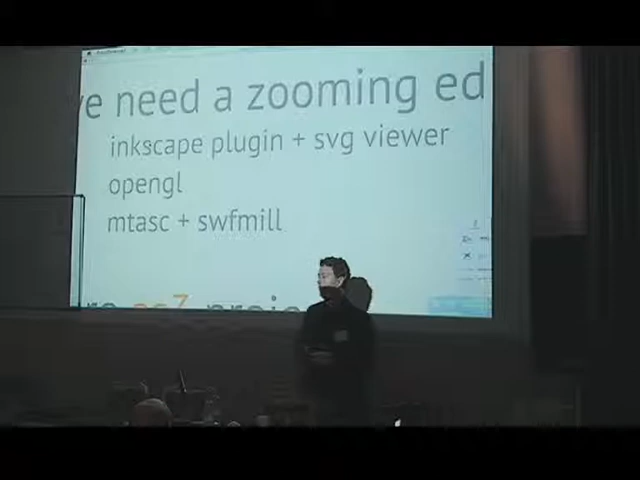 need a zooming ed
inkscape plugin + svg viewer
opengl
mtasc + swfmill